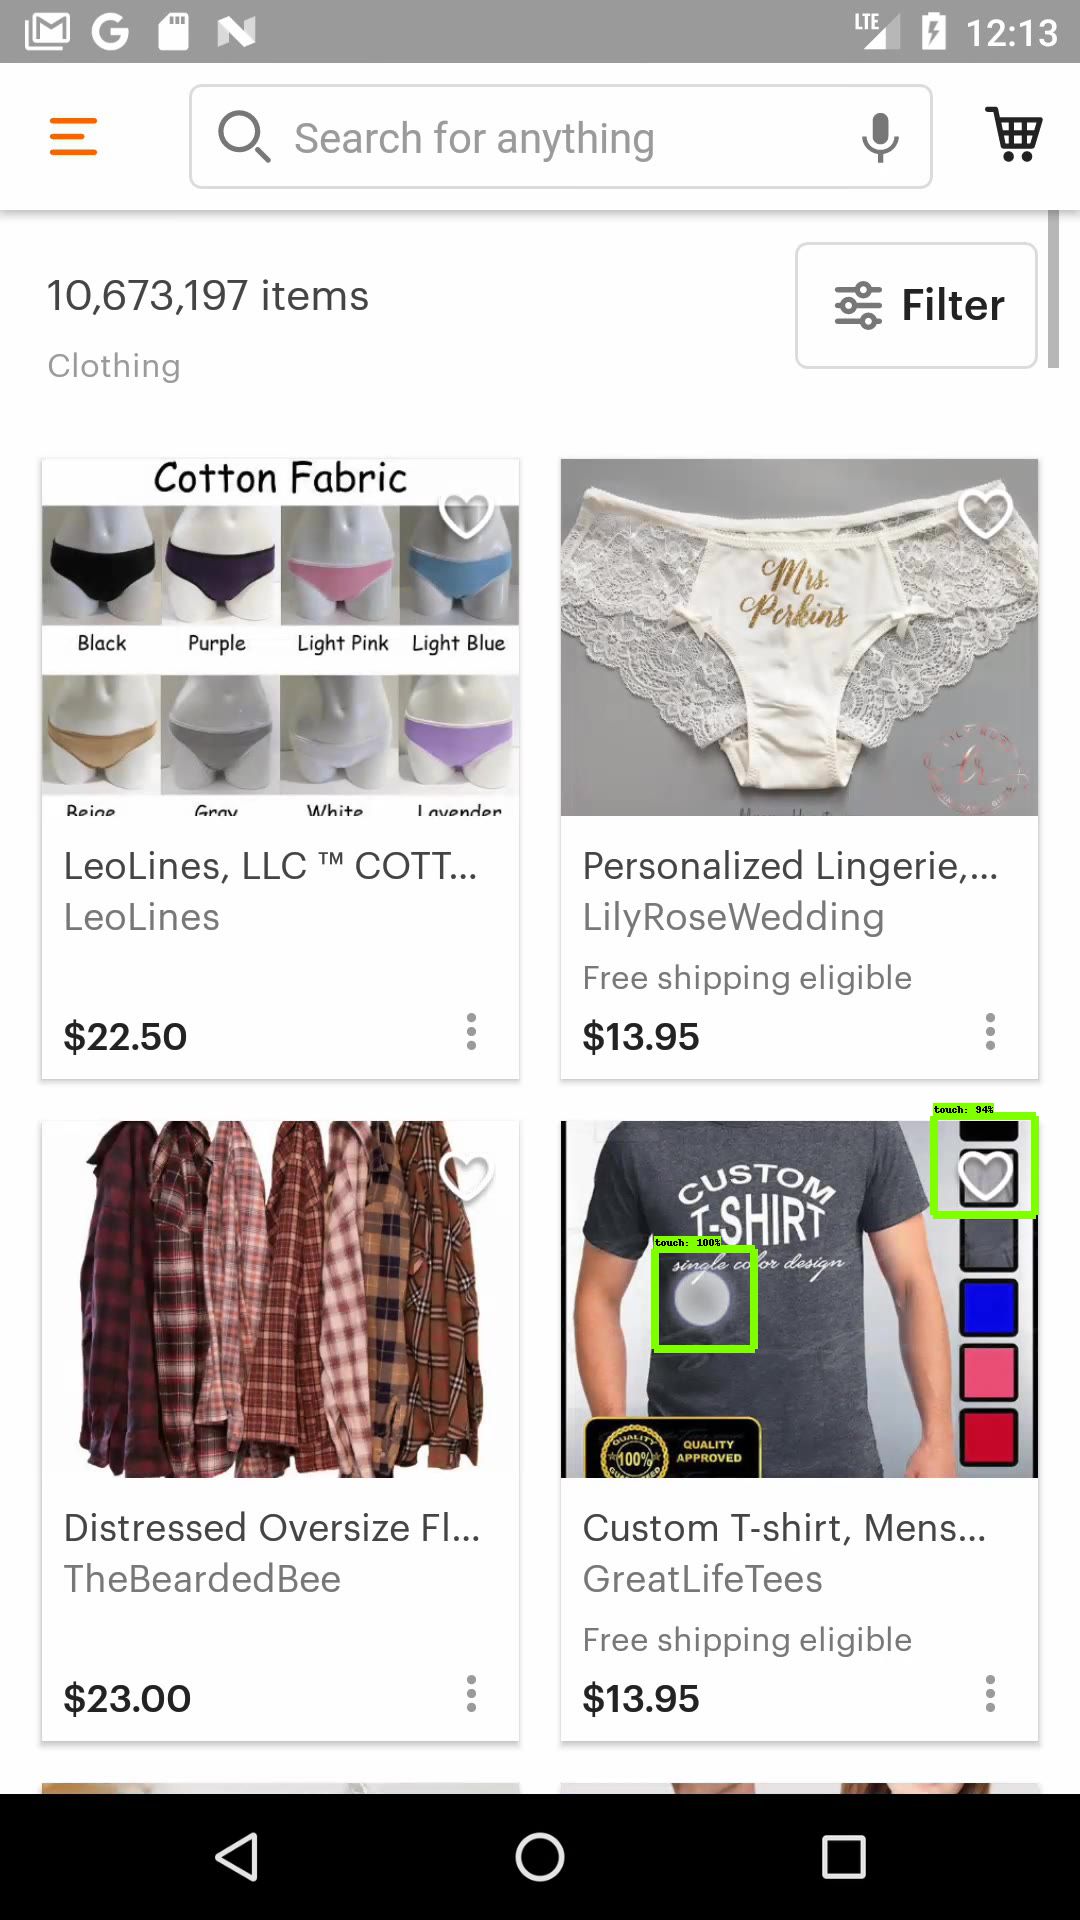 LTE 12:13
Search for anything
10,673,197 items
Filter
Clothing
Cotton Fabric
Black Purple Light Pink Light Blue
Beige Gray White Lavender
Mrs.
Perkins
LeoLines, LLC ™ COTT...
LeoLines
$22.50
Personalized Lingerie,...
LilyRoseWedding
Free shipping eligible
$13.95
touch: 94%
CUSTOM
T-SHIRT
touch: 100%
single color design
QUALITY
100%
QUALITY
APPROVED
Distressed Oversize Fl...
TheBeardedBee
$23.00
Custom T-shirt, Mens...
GreatLifeTees
Free shipping eligible
$13.95